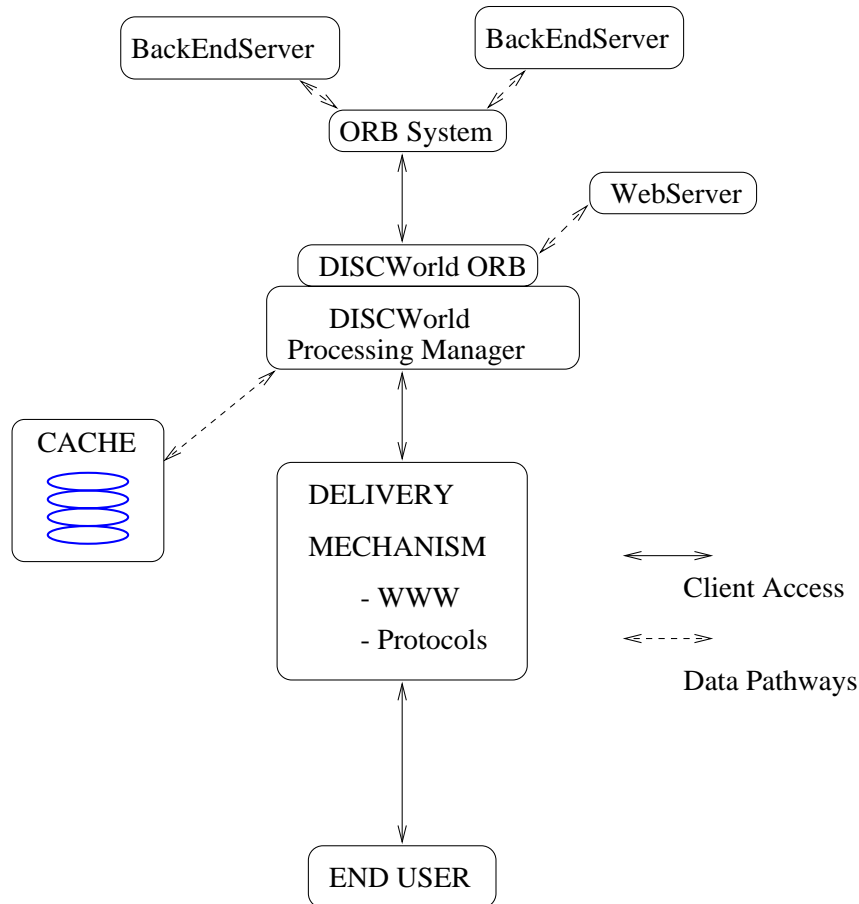 BackEndServer
BackEndServer
ORB System
WebServer
DISCWorld ORB
DISCWorld
Processing Manager
CACHE
DELIVERY
MECHANISM
- WWW
- Protocols
Client Access
Data Pathways
END USER